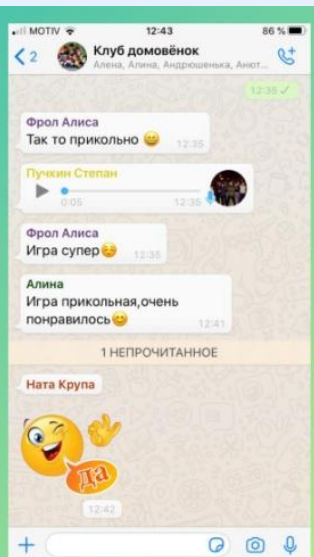 MOTIV 12:43 86 %
2 Клуб домовёнок
Алена, Алина, Андрюшенька, Анют...
12:35
Фрол Алиса
Так то прикольно 😄 12:35
Пучкин Степан
0:05 12:35
Фрол Алиса
Игра супер😌 12:35
Алина
Игра прикольная,очень
понравилось😄 12:41
1 НЕПРОЧИТАННОЕ
Ната Крупа
да
12:42